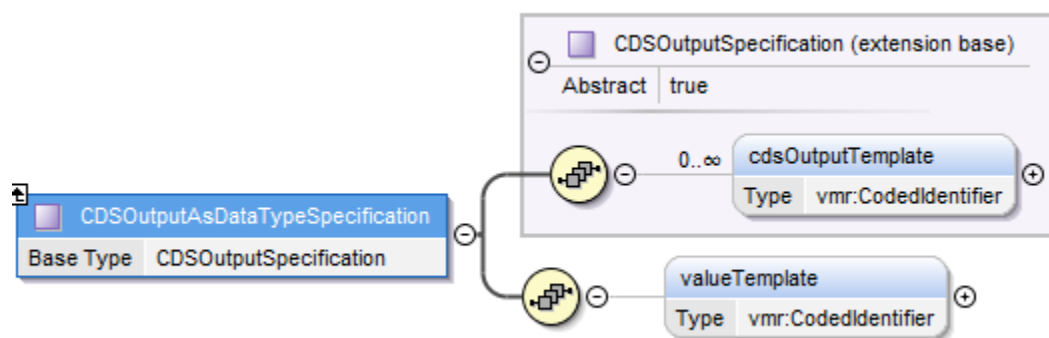 CDSOutputSpecification (extension base)
Abstract true
0..∞ cdsOutputTemplate
Type vmr:CodedIdentifier
CDSOutputAsDataTypeSpecification
Base Type CDSOutputSpecification
valueTemplate
Type vmr:CodedIdentifier